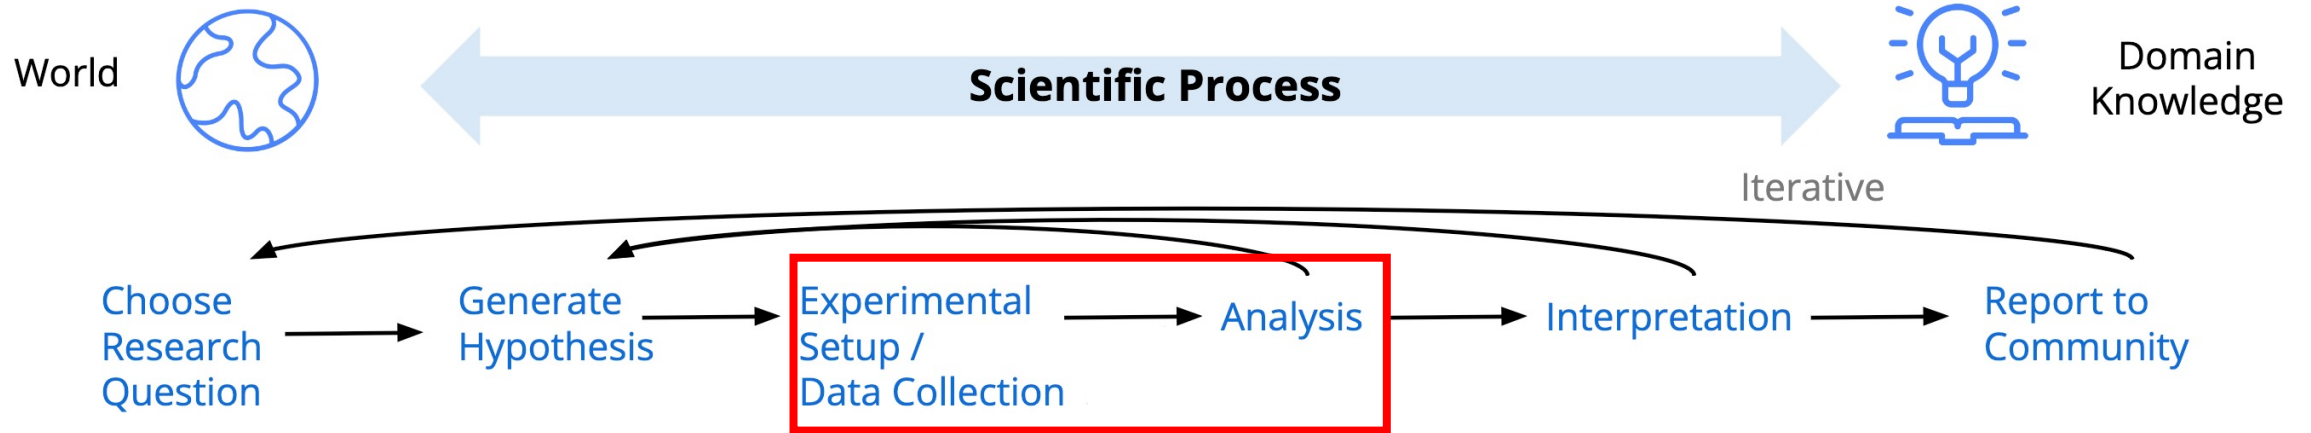 World
Scientific Process
Domain
Knowledge
Iterative
Choose
Research
Question
Generate
Hypothesis
Experimental
Setup /
Data Collection
Analysis
Interpretation
Report to
Community